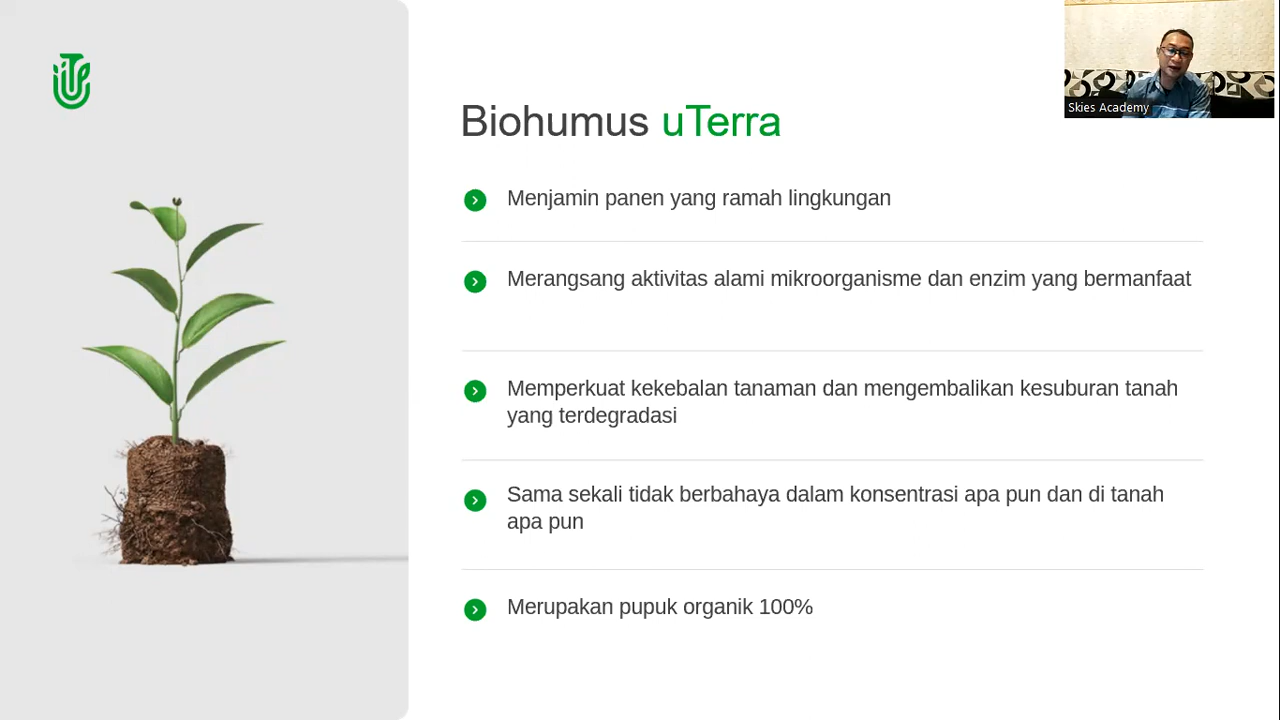 Skies Academy
Biohumus uTerra
Menjamin panen yang ramah lingkungan
Merangsang aktivitas alami mikroorganisme dan enzim yang bermanfaat
Memperkuat kekebalan tanaman dan mengembalikan kesuburan tanah
yang terdegradasi
Sama sekali tidak berbahaya dalam konsentrasi apa pun dan di tanah
apa pun
Merupakan pupuk organik 100%